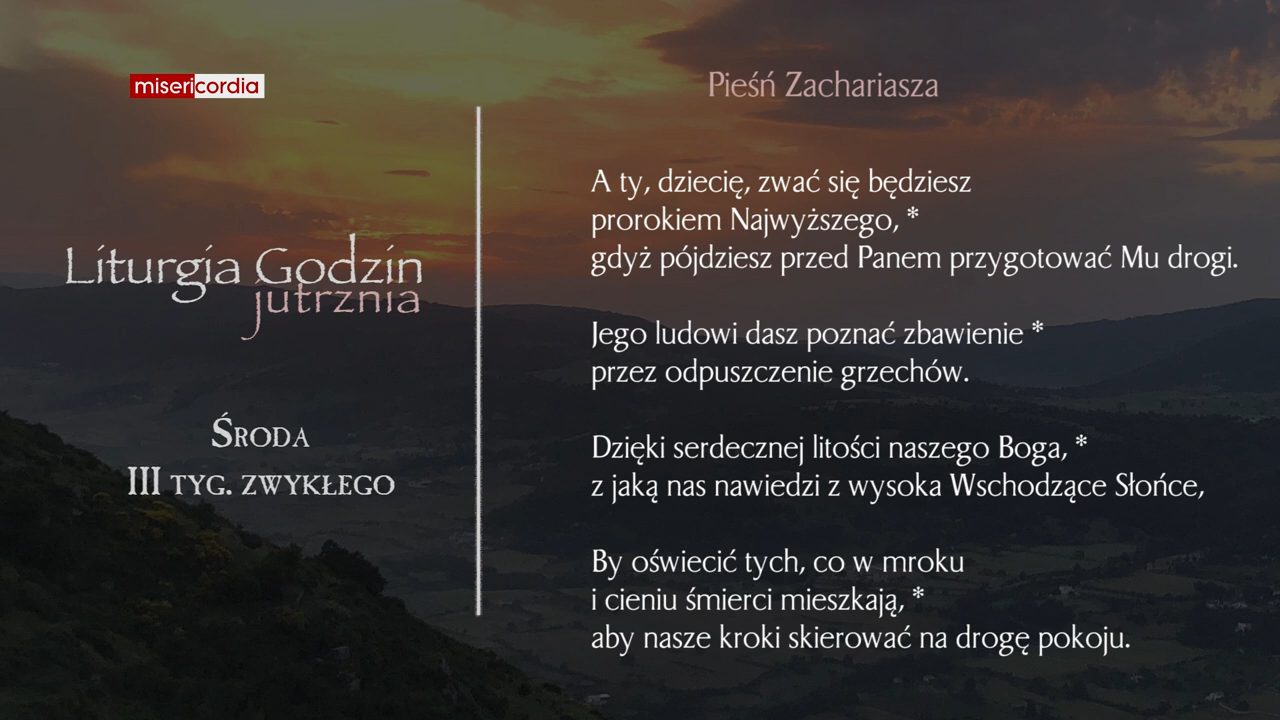 misericordia
Liturgia Godzin
jutrznia
Środa
III tyg. zwykłego
Pieśń Zachariasza
A ty, dziecię, zwać się będziesz
prorokiem Najwyższego, *
gdyż pójdziesz przed Panem przygotować Mu drogi.
Jego ludowi dasz poznać zbawienie *
przez odpuszczenie grzechów.
Dzięki serdecznej litości naszego Boga, *
z jaką nas nawiedzi z wysoka Wschodzące Słońce,
By oświecić tych, co w mroku
i cieniu śmierci mieszkają, *
aby nasze kroki skierować na drogę pokoju.